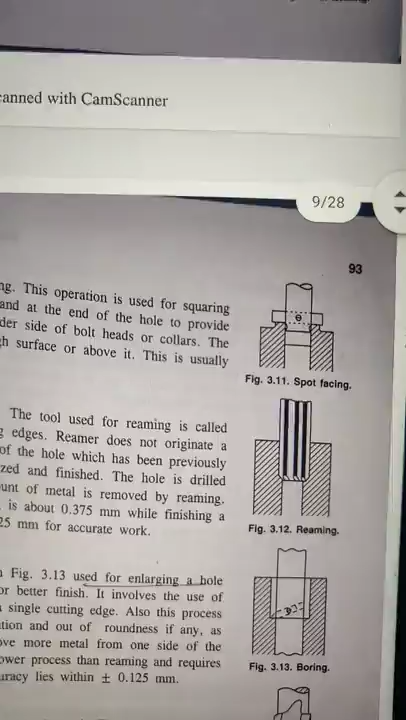 canned with CamScanner
9/28
93
ng. This operation is used for squaring
and at the end of the hole to provide
der side of bolt heads or collars. The
gh surface or above it. This is usually
Fig. 3.11. Spot facing.
The tool used for reaming is called
g edges. Reamer does not originate a
of the hole which has been previously
zed and finished. The hole is drilled
unt of metal is removed by reaming.
is about 0.375 mm while finishing a
25 mm for accurate work.
Fig. 3.12. Reaming.
Fig. 3.13 used for enlarging a hole
or better finish. It involves the use of
single cutting edge. Also this process
tion and out of roundness if any, as
ove more metal from one side of the
ower process than reaming and requires
uracy lies within ± 0.125 mm.
Fig. 3.13. Boring.